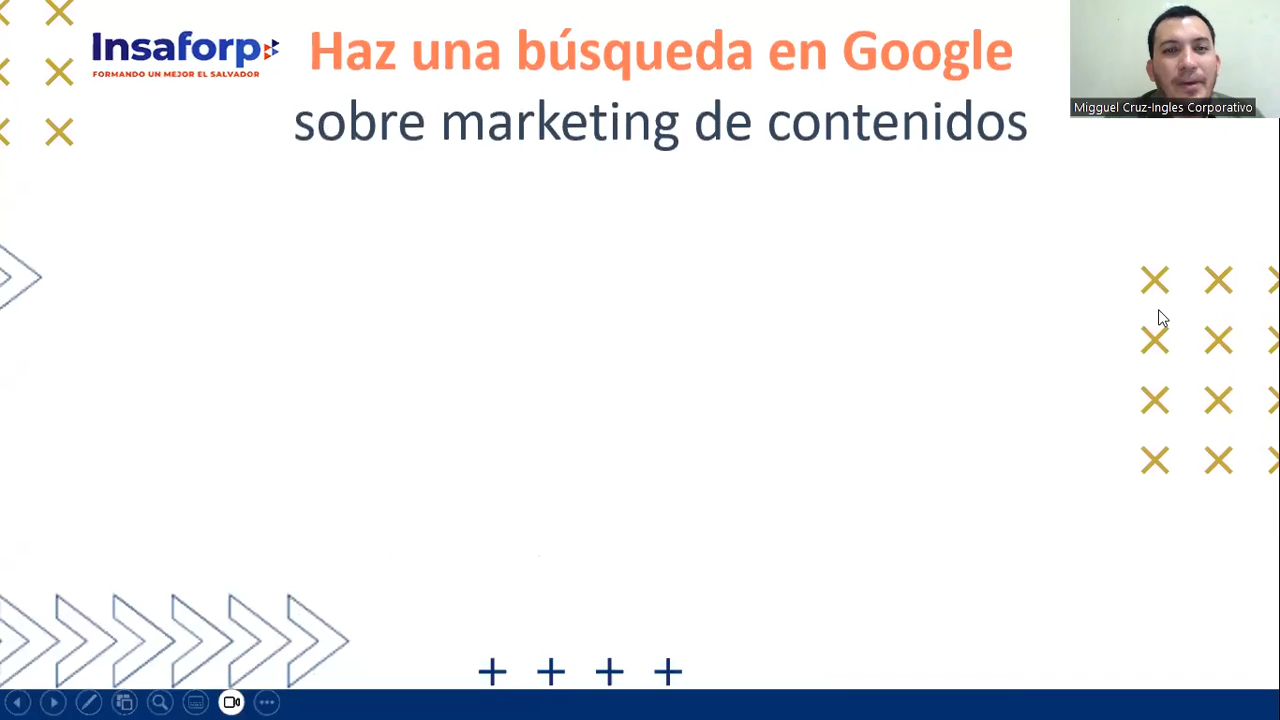 Insaforp
FORMANDO UN MEJOR EL SALVADOR
Haz una búsqueda en Google
sobre marketing de contenidos
Migguel Cruz-Ingles Corporativo